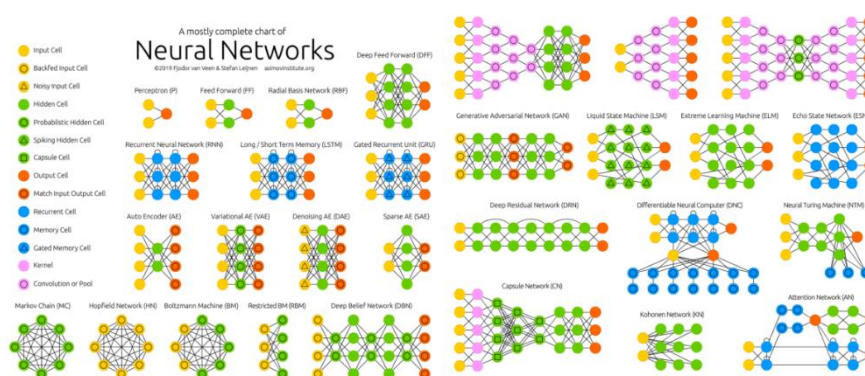 A mostly complete chart of
Neural Networks
©2019 Fjodor van Veen & Stefan Leijnen asimovinstitute.org
Input Cell
Backfed Input Cell
Noisy Input Cell
Hidden Cell
Probabilistic Hidden Cell
Spiking Hidden Cell
Capsule Cell
Output Cell
Match Input Output Cell
Recurrent Cell
Memory Cell
Gated Memory Cell
Kernel
Convolution or Pool
Deep Feed Forward (DFF)
Perceptron (P)
Feed Forward (FF)
Radial Basis Network (RBF)
Recurrent Neural Network (RNN)
Long / Short Term Memory (LSTM)
Gated Recurrent Unit (GRU)
Auto Encoder (AE)
Variational AE (VAE)
Denoising AE (DAE)
Sparse AE (SAE)
Markov Chain (MC)
Hopfield Network (HN)
Boltzmann Machine (BM)
Restricted BM (RBM)
Deep Belief Network (DBN)
Generative Adversarial Network (GAN)
Liquid State Machine (LSM)
Extreme Learning Machine (ELM)
Echo State Network (ESN
Deep Residual Network (DRN)
Differentiable Neural Computer (DNC)
Neural Turing Machine (NTM)
Capsule Network (CN)
Kohonen Network (KN)
Attention Network (AN)